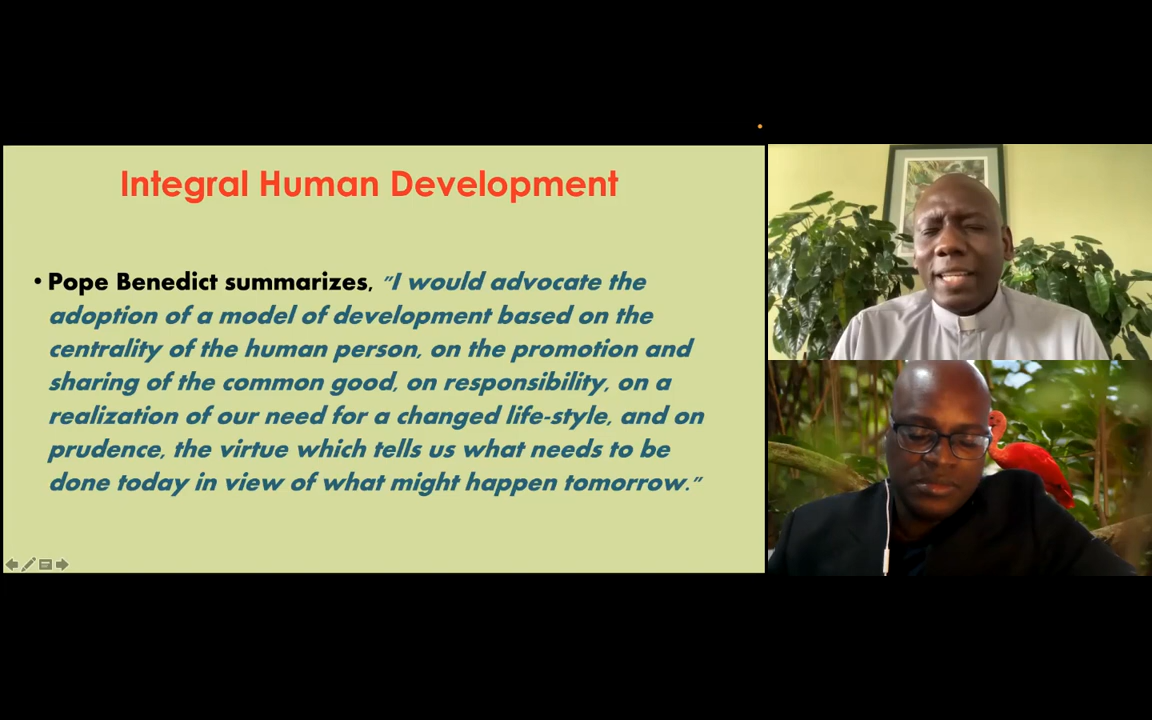 Integral Human Development
• Pope Benedict summarizes, "I would advocate the
adoption of a model of development based on the
centrality of the human person, on the promotion and
sharing of the common good, on responsibility, on a
realization of our need for a changed life-style, and on
prudence, the virtue which tells us what needs to be
done today in view of what might happen tomorrow."